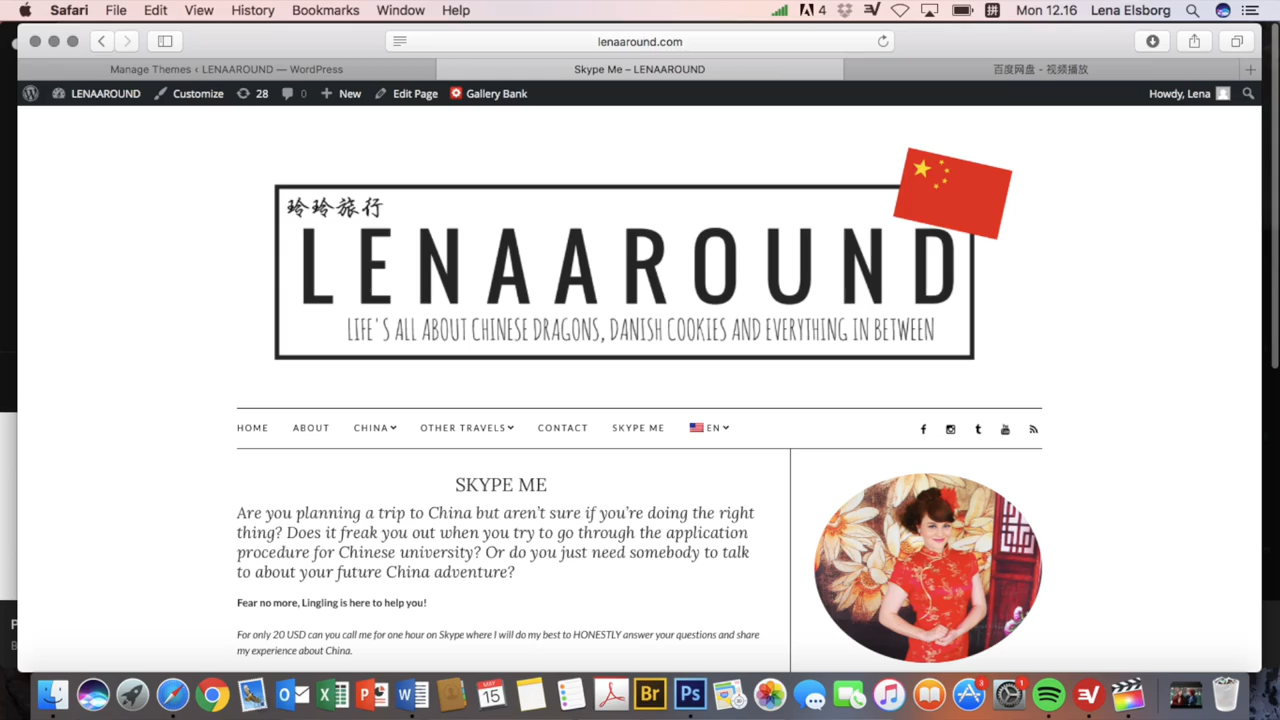 Safari File Edit View History Bookmarks Window Help 4 拼 Mon 12.16 Lena Elsborg
lenaaround.com
Manage Themes ‹ LENAAROUND — WordPress Skype Me – LENAAROUND 百度网盘 - 视频播放
LENAAROUND Customize 28 0 New Edit Page Gallery Bank Howdy, Lena
玲玲旅行
LENAAROUND
LIFE'S ALL ABOUT CHINESE DRAGONS, DANISH COOKIES AND EVERYTHING IN BETWEEN
HOME ABOUT CHINA OTHER TRAVELS CONTACT SKYPE ME EN
SKYPE ME
Are you planning a trip to China but aren't sure if you're doing the right
thing? Does it freak you out when you try to go through the application
procedure for Chinese university? Or do you just need somebody to talk
to about your future China adventure?
Fear no more, Lingling is here to help you!
For only 20 USD can you call me for one hour on Skype where I will do my best to HONESTLY answer your questions and share
my experience about China.
MAY
15
Br
Ps
3
1